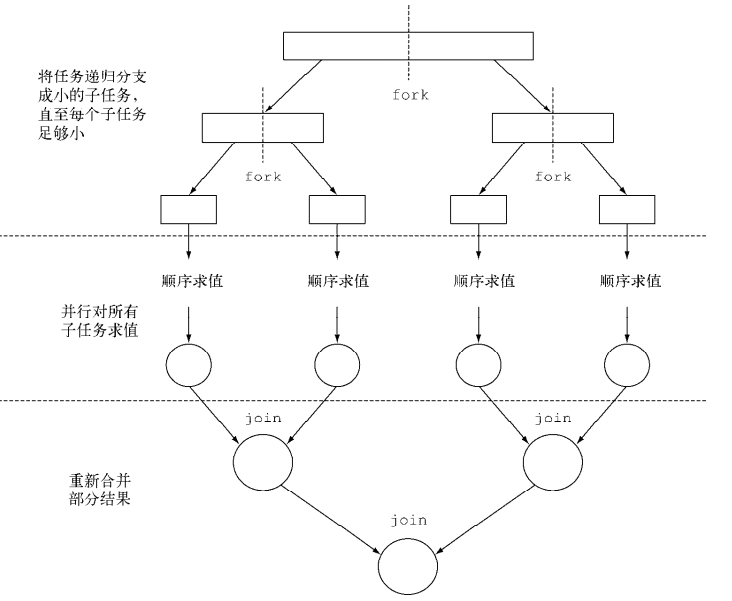 将任务递归分支
成小的子任务，
直至每个子任务
足够小
fork
fork
fork
顺序求值
顺序求值
顺序求值
顺序求值
并行对所有
子任务求值
join
join
重新合并
部分结果
join